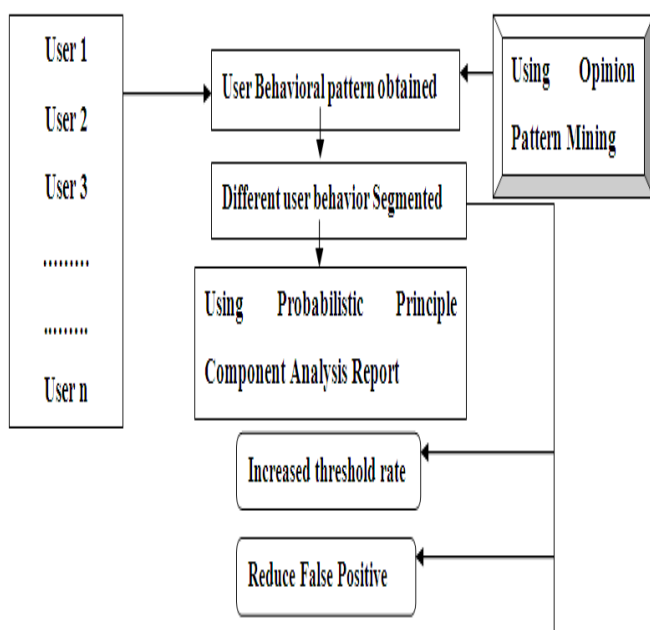 User 1
User 2
User 3
.........
.........
User n
User Behavioral pattern obtained
Using Opinion
Pattern Mining
Different user behavior Segmented
Using Probabilistic Principle
Component Analysis Report
Increased threshold rate
Reduce False Positive